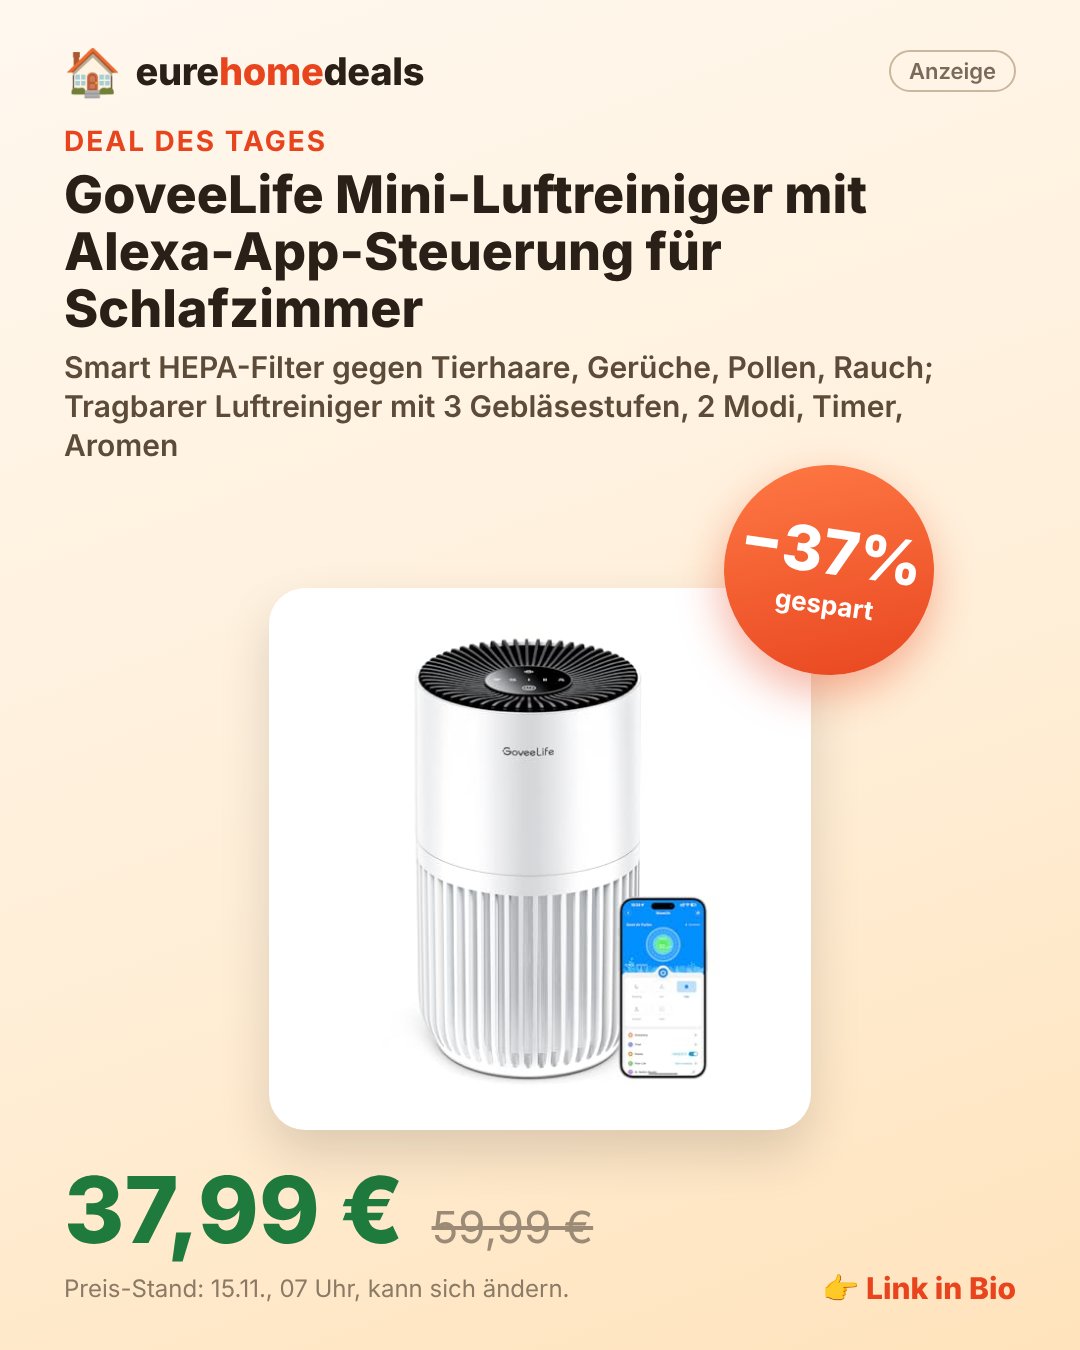 eurehomedeals
Anzeige
DEAL DES TAGES
GoveeLife Mini-Luftreiniger mit
Alexa-App-Steuerung für
Schlafzimmer
Smart HEPA-Filter gegen Tierhaare, Gerüche, Pollen, Rauch;
Tragbarer Luftreiniger mit 3 Gebläsestufen, 2 Modi, Timer,
Aromen
−37%
gespart
GoveeLife
37,99 € 59,99 €
Preis-Stand: 15.11., 07 Uhr, kann sich ändern.
👉 Link in Bio